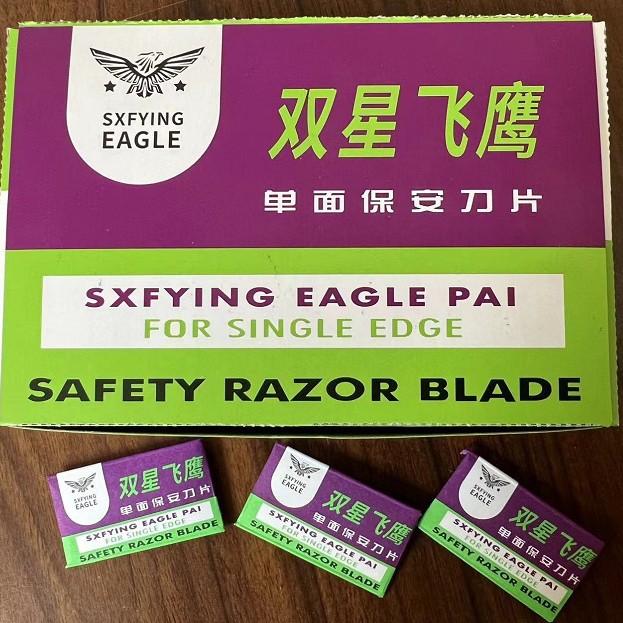 SXFYING
EAGLE
双星飞鹰
单面保安刀片
SXFYING EAGLE PAI
FOR SINGLE EDGE
SAFETY RAZOR BLADE
SXFYING
EAGLE
双星飞鹰
单面保安刀片
SXFYING EAGLE PAI
FOR SINGLE EDGE
SAFETY RAZOR BLADE
SXFYING
EAGLE
双星飞鹰
单面保安刀片
SXFYING EAGLE PAI
FOR SINGLE EDGE
SAFETY RAZOR BLADE
SXFYING
EAGLE
双星飞鹰
单面保安刀片
SXFYING EAGLE PAI
FOR SINGLE EDGE
SAFETY RAZOR BLADE